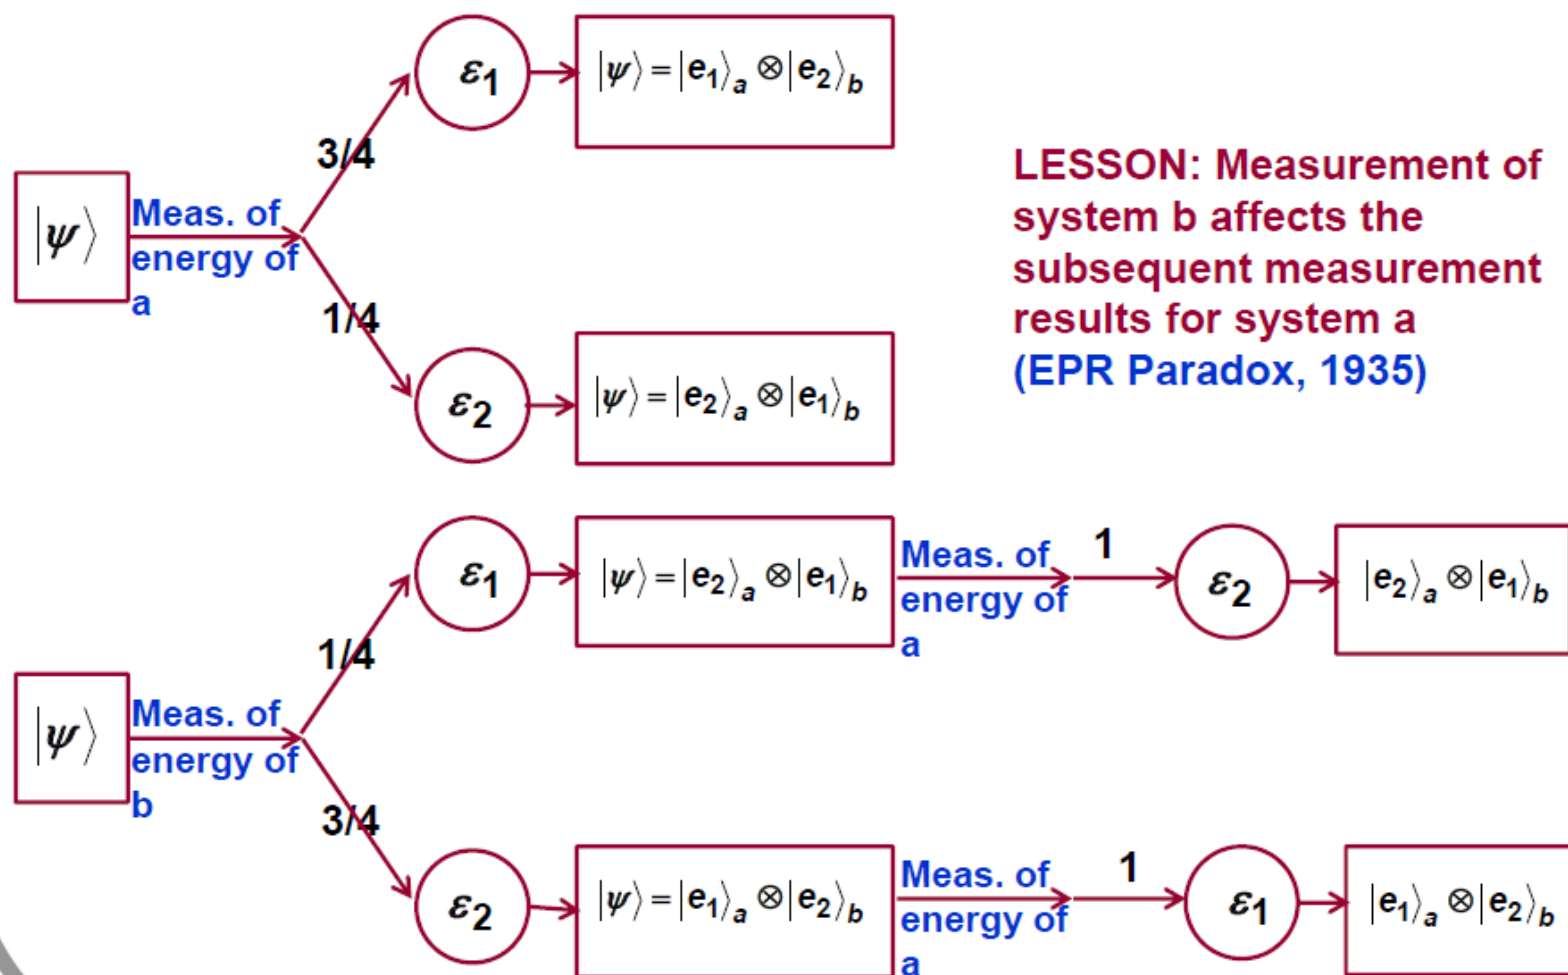 ε1
|ψ⟩ = |e1⟩a ⊗ |e2⟩b
3/4
|ψ⟩
Meas. of
energy of
a
1/4
ε2
|ψ⟩ = |e2⟩a ⊗ |e1⟩b
LESSON: Measurement of
system b affects the
subsequent measurement
results for system a
(EPR Paradox, 1935)
ε1
|ψ⟩ = |e2⟩a ⊗ |e1⟩b
Meas. of
energy of
a
1
ε2
|e2⟩a ⊗ |e1⟩b
1/4
|ψ⟩
Meas. of
energy of
b
3/4
ε2
|ψ⟩ = |e1⟩a ⊗ |e2⟩b
Meas. of
energy of
a
1
ε1
|e1⟩a ⊗ |e2⟩b